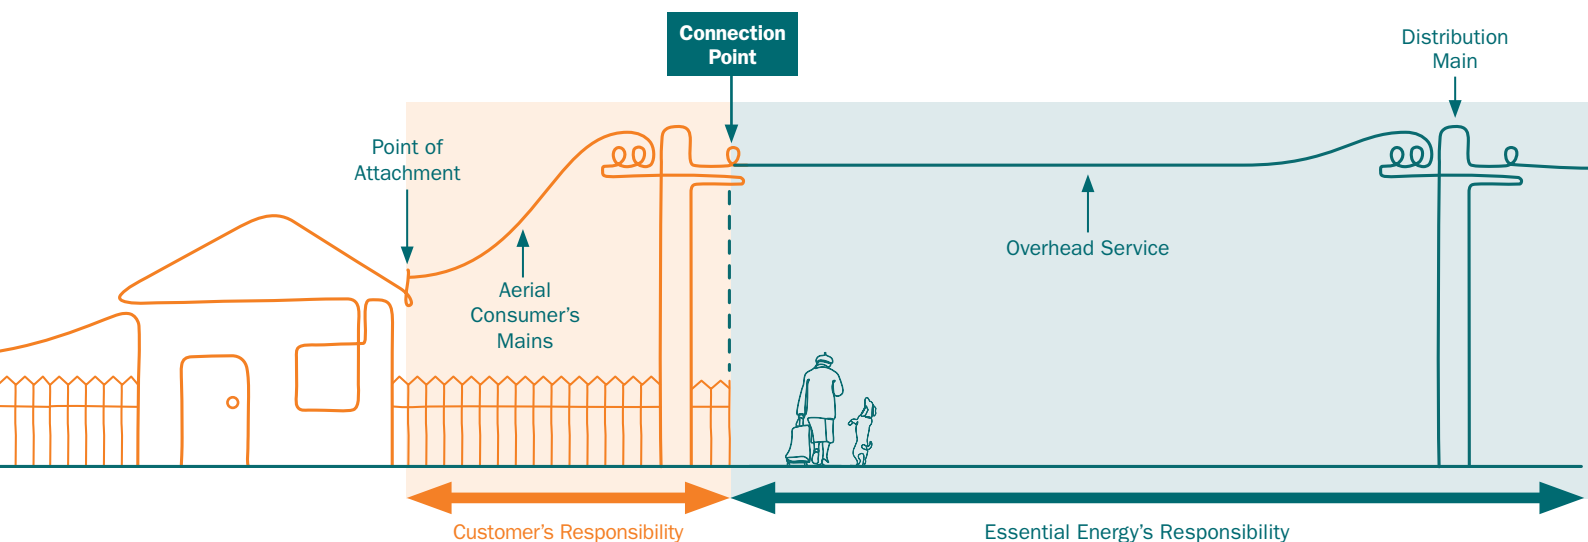 Connection
Point
Distribution
Main
Point of
Attachment
Overhead Service
Aerial
Consumer's
Mains
Customer's Responsibility
Essential Energy's Responsibility